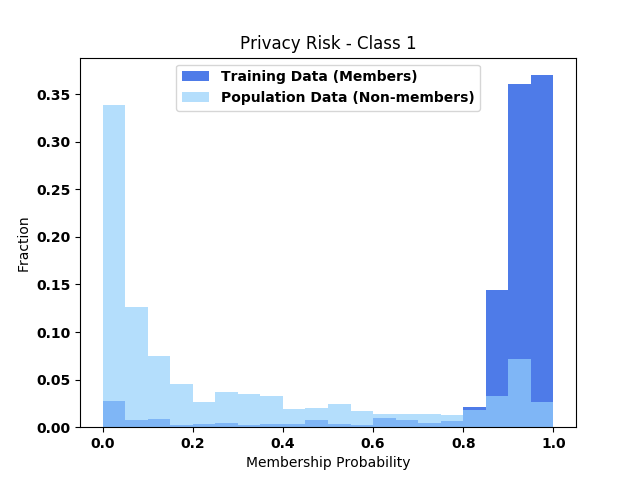 Privacy Risk - Class 1
Training Data (Members)
Population Data (Non-members)
Fraction
0.35
0.30
0.25
0.20
0.15
0.10
0.05
0.00
0.0 0.2 0.4 0.6 0.8 1.0
Membership Probability